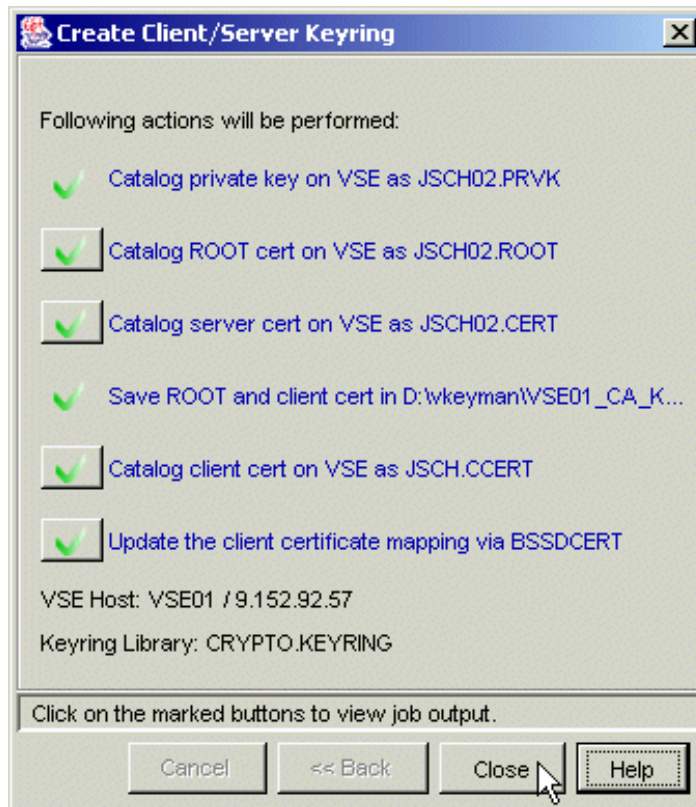 Create Client/Server Keyring
Following actions will be performed:
Catalog private key on VSE as JSCH02.PRVK
Catalog ROOT cert on VSE as JSCH02.ROOT
Catalog server cert on VSE as JSCH02.CERT
Save ROOT and client cert in D:\vkeyman\VSE01_CA_K...
Catalog client cert on VSE as JSCH.CCERT
Update the client certificate mapping via BSSDCERT
VSE Host: VSE01 / 9.152.92.57
Keyring Library: CRYPTO.KEYRING
Click on the marked buttons to view job output.
Cancel << Back Close Help